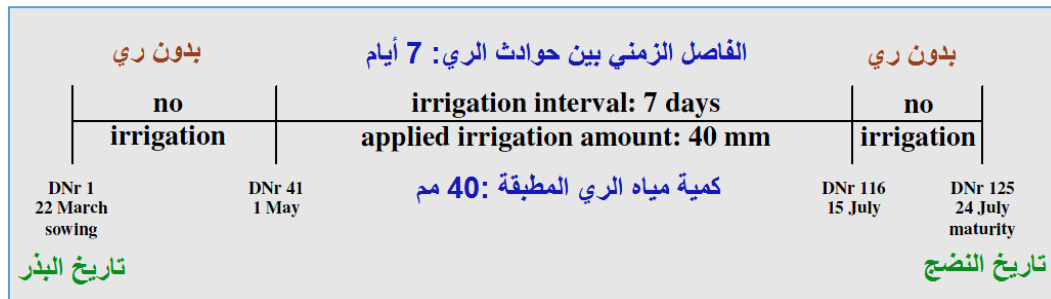 بدون ري
الفاصل الزمني بين حوادث الري: 7 أيام
بدون ري
no
irrigation
irrigation interval: 7 days
applied irrigation amount: 40 mm
no
irrigation
DNr 1
22 March
sowing
DNr 41
1 May
كمية مياه الري المطبقة :40 مم
DNr 116
15 July
DNr 125
24 July
maturity
تاريخ البذر
تاريخ النضج